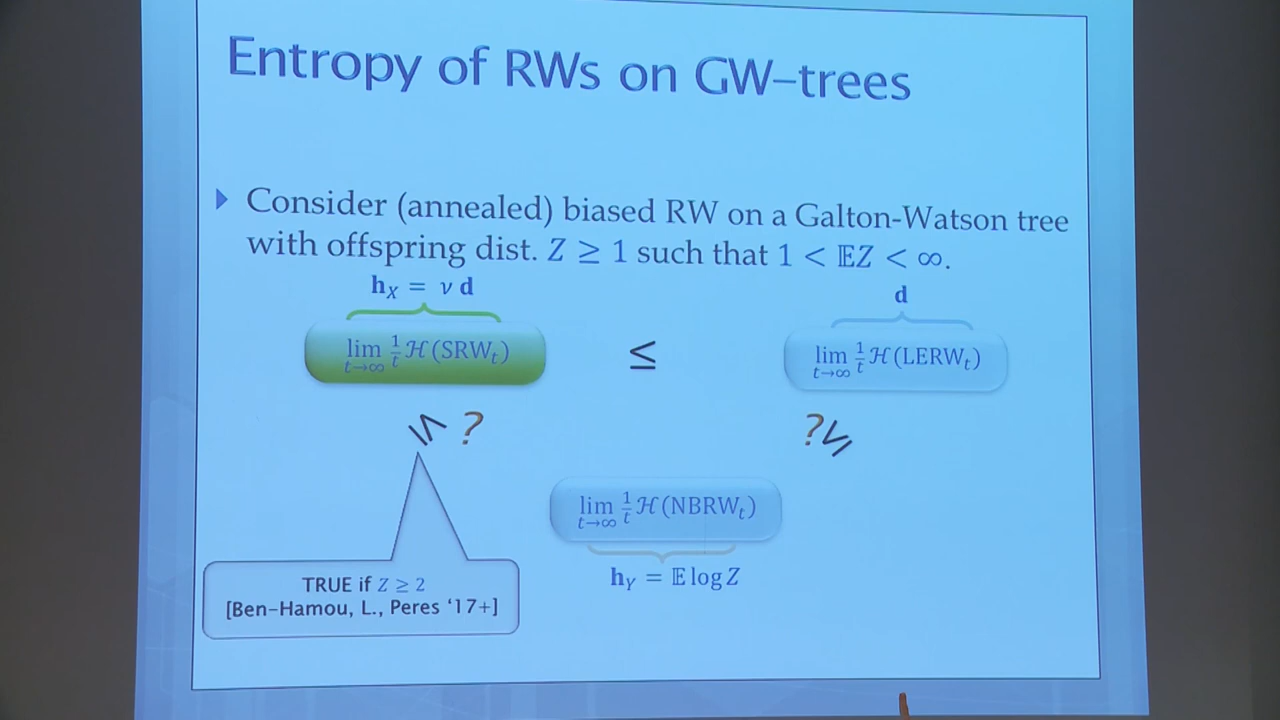 Entropy of RWs on GW-trees
Consider (annealed) biased RW on a Galton-Watson tree
with offspring dist. Z ≥ 1 such that 1 < 𝔼Z < ∞.
h_X = ν d
d
lim_{t→∞} 1/t ℋ(SRW_t)
≤
lim_{t→∞} 1/t ℋ(LERW_t)
≤ ?
? ≤
lim_{t→∞} 1/t ℋ(NBRW_t)
h_Y = 𝔼 log Z
TRUE if Z ≥ 2
[Ben-Hamou, L., Peres '17+]